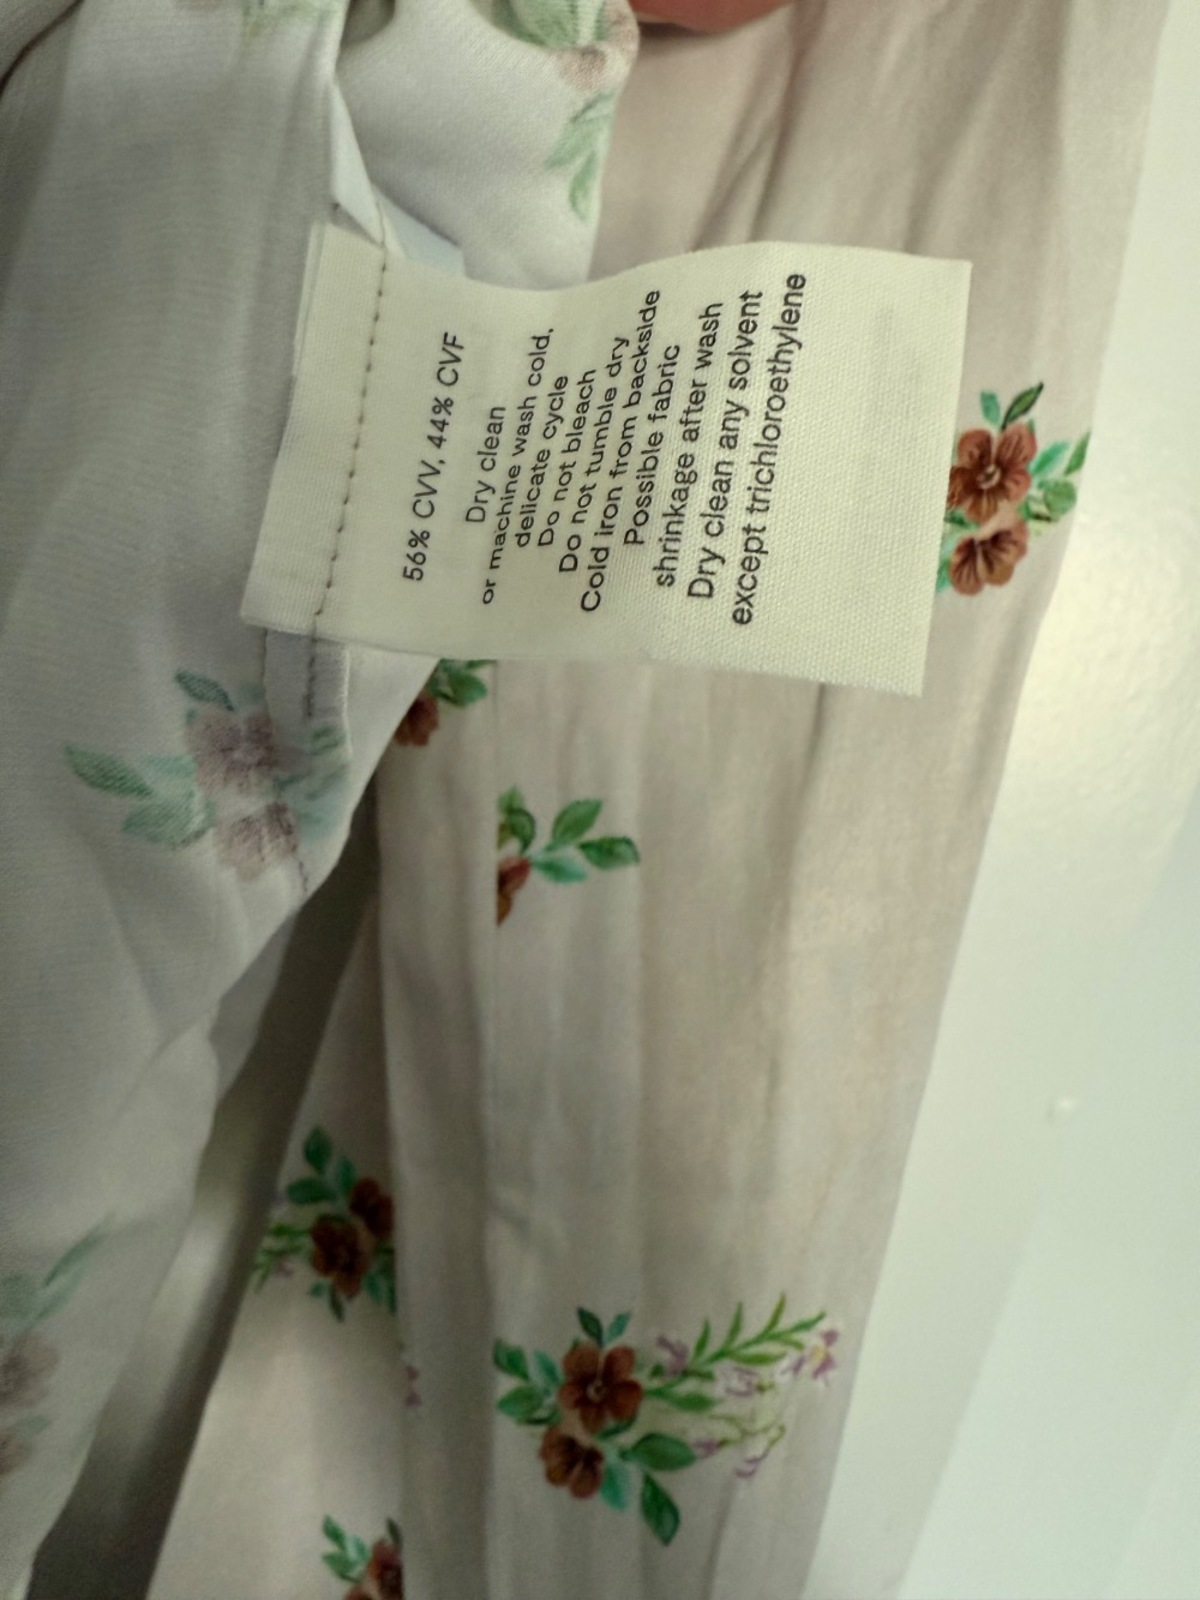 56% CVV, 44% CVF
Dry clean
or machine wash cold,
delicate cycle
Do not bleach
Do not tumble dry
Cold iron from backside
Possible fabric
shrinkage after wash
Dry clean any solvent
except trichloroethylene